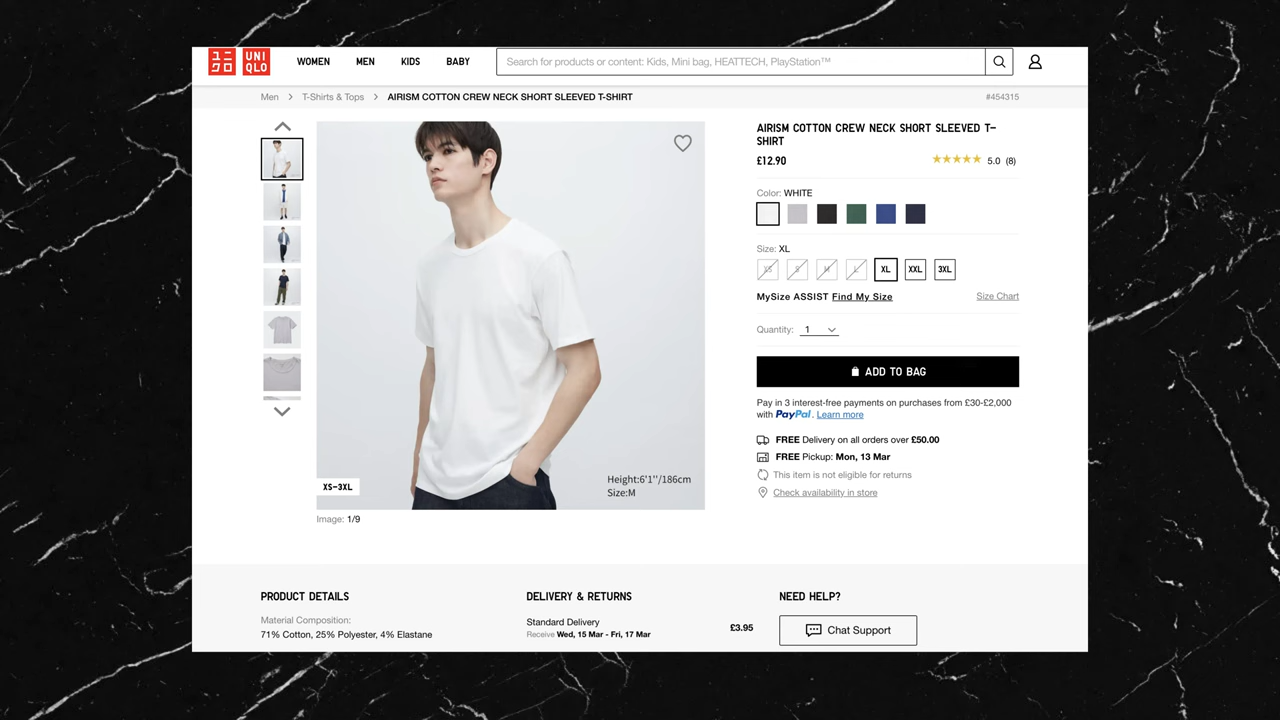 ユニ
クロ
UNI
QLO
WOMEN
MEN
KIDS
BABY
Search for products or content: Kids, Mini bag, HEATTECH, PlayStation™
Men
T-Shirts & Tops
AIRISM COTTON CREW NECK SHORT SLEEVED T-SHIRT
#454315
AIRISM COTTON CREW NECK SHORT SLEEVED T-
SHIRT
£12.90
5.0 (8)
Color: WHITE
Size: XL
XS
S
M
L
XL
XXL
3XL
MySize ASSIST Find My Size
Size Chart
Quantity: 1
ADD TO BAG
Pay in 3 interest-free payments on purchases from £30-£2,000
with PayPal. Learn more
FREE Delivery on all orders over £50.00
FREE Pickup: Mon, 13 Mar
This item is not eligible for returns
Check availability in store
XS-3XL
Height:6'1''/186cm
Size:M
Image: 1/9
PRODUCT DETAILS
Material Composition:
71% Cotton, 25% Polyester, 4% Elastane
DELIVERY & RETURNS
Standard Delivery
Receive Wed, 15 Mar - Fri, 17 Mar
£3.95
NEED HELP?
Chat Support